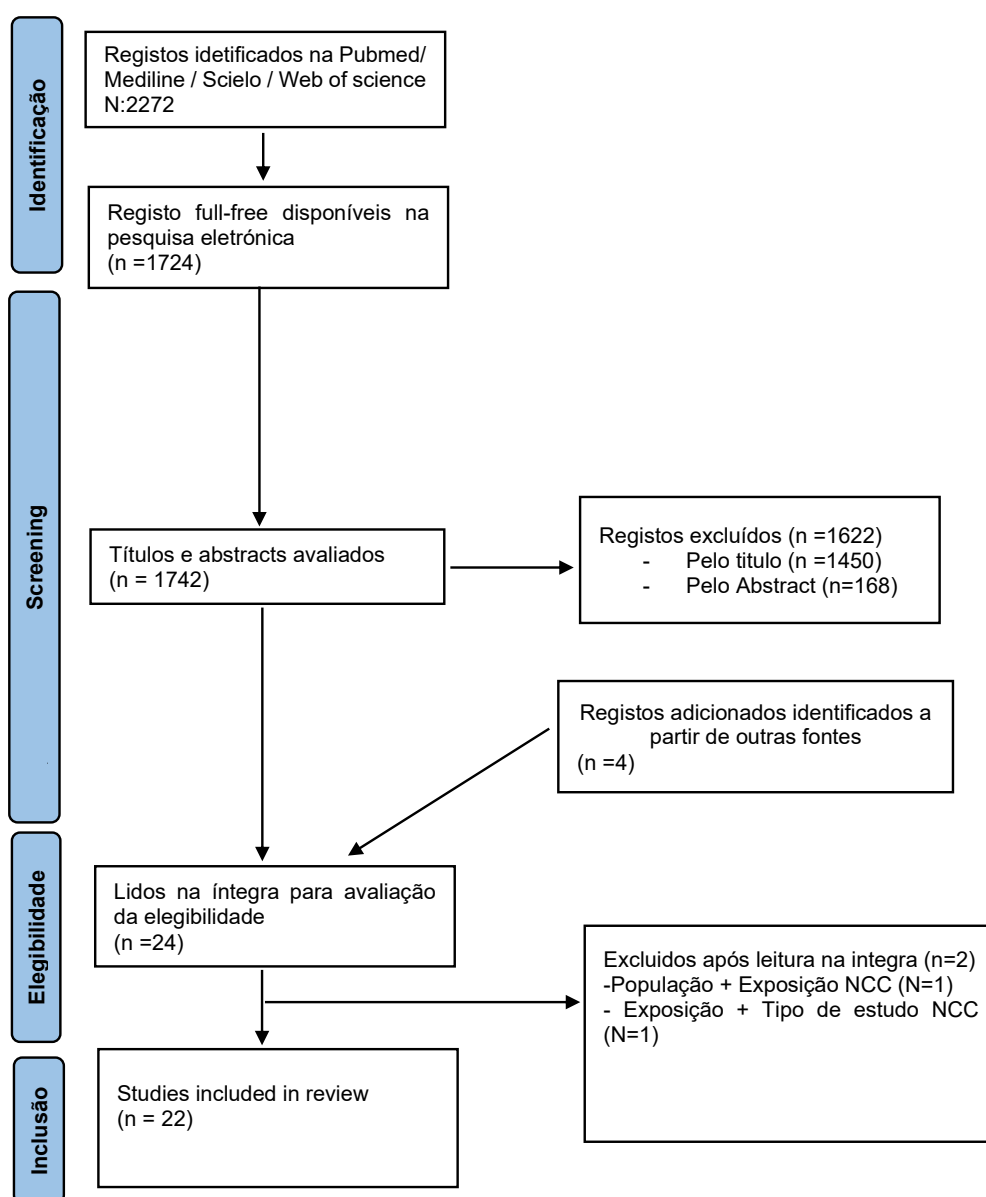 Identificação
Registos idetificados na Pubmed/
Mediline / Scielo / Web of science
N:2272
Registo full-free disponíveis na
pesquisa eletrónica
(n =1724)
Screening
Títulos e abstracts avaliados
(n = 1742)
Registos excluídos (n =1622)
- Pelo titulo (n =1450)
- Pelo Abstract (n=168)
Registos adicionados identificados a
partir de outras fontes
(n =4)
Elegibilidade
Lidos na íntegra para avaliação
da elegibilidade
(n =24)
Excluidos após leitura na integra (n=2)
-População + Exposição NCC (N=1)
- Exposição + Tipo de estudo NCC
(N=1)
Inclusão
Studies included in review
(n = 22)